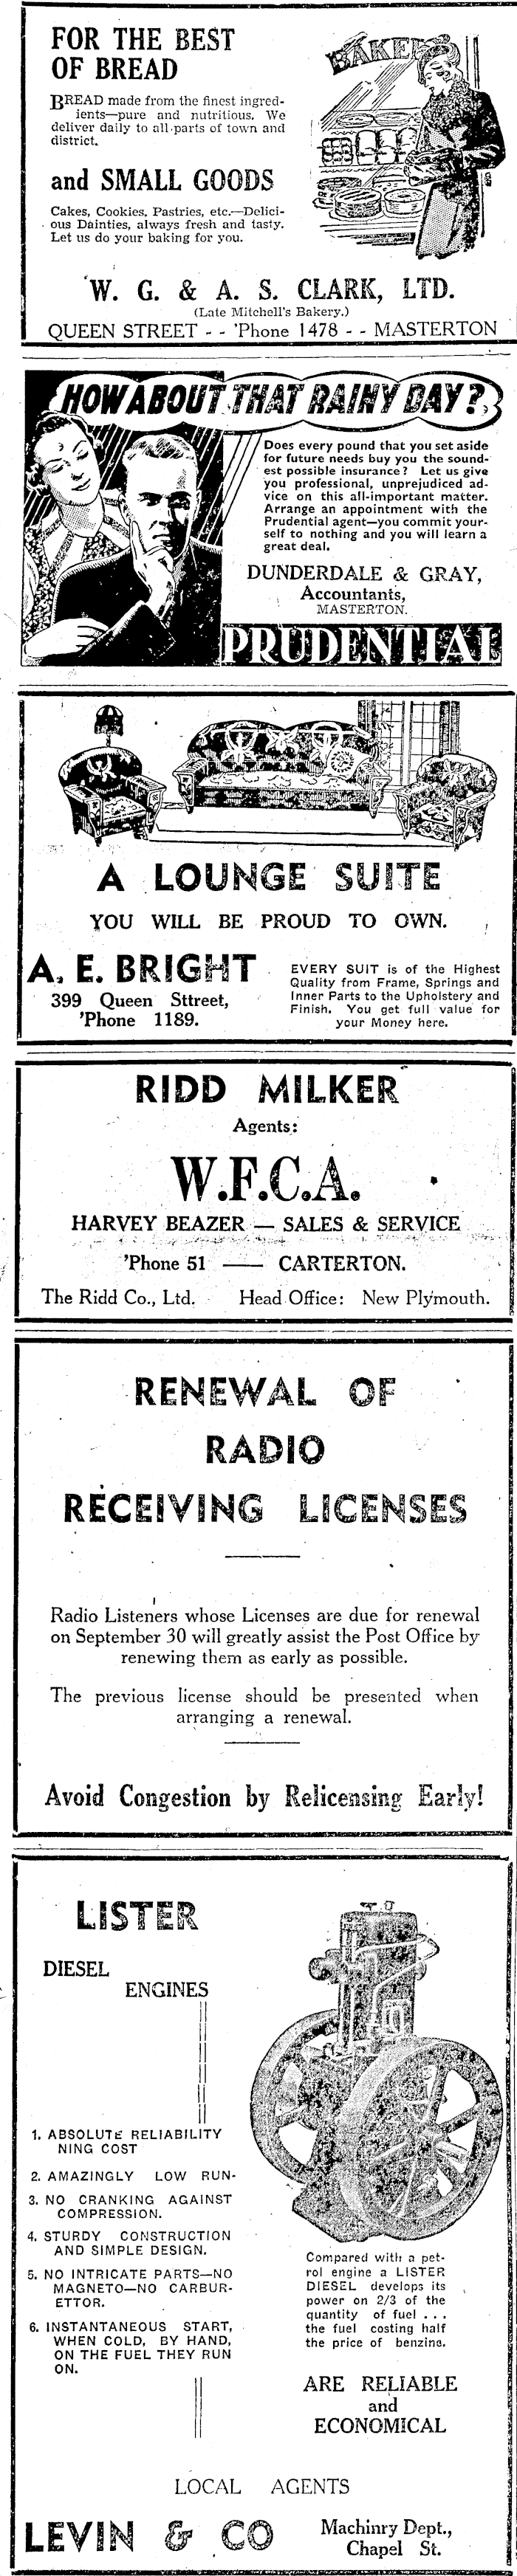 FOR THE BEST
OF BREAD
BREAD made from the finest ingred-
ients—pure and nutritious. We
deliver daily to all parts of town and
district.
and SMALL GOODS
Cakes, Cookies, Pastries, etc.—Delici-
ous Dainties, always fresh and tasty.
Let us do your baking for you.
BAKER
W. G. & A. S. CLARK, LTD.
(Late Mitchell's Bakery.)
QUEEN STREET - - 'Phone 1478 - - MASTERTON
HOW ABOUT THAT RAINY DAY?
Does every pound that you set aside
for future needs buy you the sound-
est possible insurance? Let us give
you professional, unprejudiced ad-
vice on this all-important matter.
Arrange an appointment with the
Prudential agent—you commit your-
self to nothing and you will learn a
great deal.
DUNDERDALE & GRAY,
Accountants,
MASTERTON.
PRUDENTIAL
A LOUNGE SUITE
YOU WILL BE PROUD TO OWN.
A. E. BRIGHT
399 Queen Sttreet,
'Phone 1189.
EVERY SUIT is of the Highest
Quality from Frame, Springs and
Inner Parts to the Upholstery and
Finish. You get full value for
your Money here.
RIDD MILKER
Agents:
W.F.C.A.
HARVEY BEAZER — SALES & SERVICE
'Phone 51 —— CARTERTON.
The Ridd Co., Ltd. Head Office: New Plymouth.
RENEWAL OF
RADIO
RECEIVING LICENSES
Radio Listeners whose Licenses are due for renewal
on September 30 will greatly assist the Post Office by
renewing them as early as possible.
The previous license should be presented when
arranging a renewal.
Avoid Congestion by Relicensing Early!
LISTER
DIESEL
ENGINES
1. ABSOLUTE RELIABILITY
NING COST
2. AMAZINGLY LOW RUN-
3. NO CRANKING AGAINST
COMPRESSION.
4. STURDY CONSTRUCTION
AND SIMPLE DESIGN.
5. NO INTRICATE PARTS—NO
MAGNETO—NO CARBUR-
ETTOR.
6. INSTANTANEOUS START,
WHEN COLD, BY HAND,
ON THE FUEL THEY RUN
ON.
Compared with a pet-
rol engine a LISTER
DIESEL develops its
power on 2/3 of the
quantity of fuel . . .
the fuel costing half
the price of benzine.
ARE RELIABLE
and
ECONOMICAL
LOCAL AGENTS
LEVIN & CO
Machinry Dept.,
Chapel St.